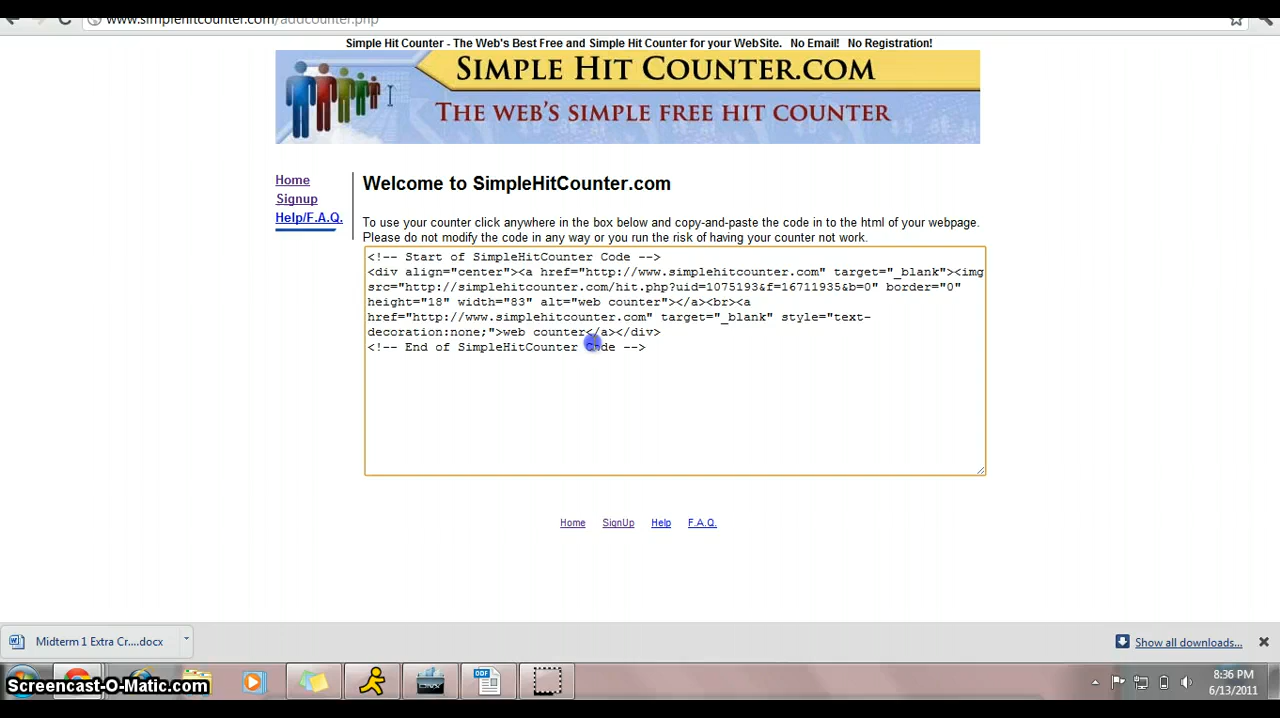 www.simplehitcounter.com/addcounter.php
Simple Hit Counter - The Web's Best Free and Simple Hit Counter for your WebSite. No Email! No Registration!
SIMPLE HIT COUNTER.COM
THE WEB'S SIMPLE FREE HIT COUNTER
Home
Signup
Help/F.A.Q.
Welcome to SimpleHitCounter.com
To use your counter click anywhere in the box below and copy-and-paste the code in to the html of your webpage.
Please do not modify the code in any way or you run the risk of having your counter not work.
<!-- Start of SimpleHitCounter Code -->
<div align="center"><a href="http://www.simplehitcounter.com" target="_blank"><img
src="http://simplehitcounter.com/hit.php?uid=1075193&f=16711935&b=0" border="0"
height="18" width="83" alt="web counter"></a><br><a
href="http://www.simplehitcounter.com" target="_blank" style="text-
decoration:none;">web counter</a></div>
<!-- End of SimpleHitCounter Code -->
Home SignUp Help F.A.Q.
Midterm 1 Extra Cr....docx
Show all downloads...
8:36 PM
6/13/2011
Screencast-O-Matic.com